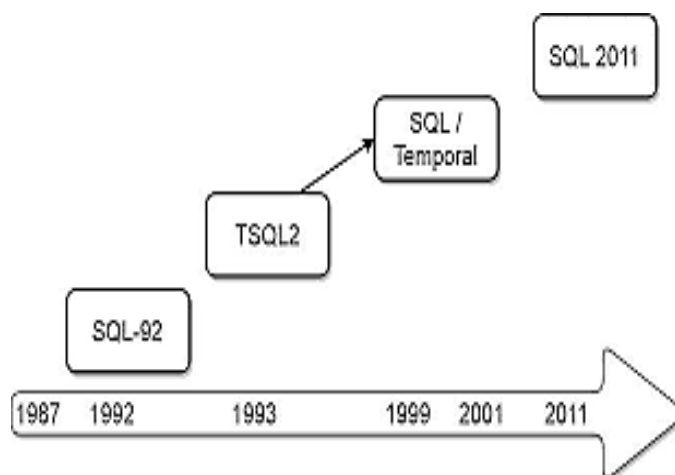 SQL 2011
SQL /
Temporal
TSQL2
SQL-92
1987 1992 1993 1999 2001 2011